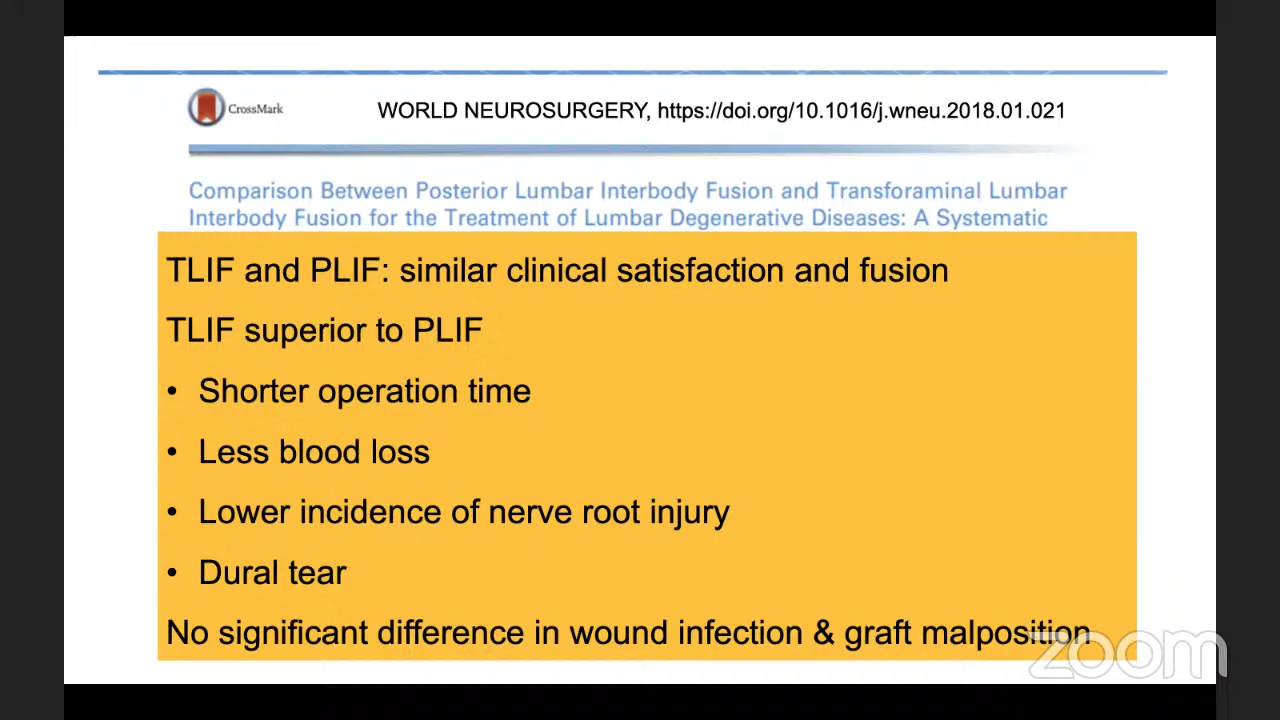 CrossMark
WORLD NEUROSURGERY, https://doi.org/10.1016/j.wneu.2018.01.021
Comparison Between Posterior Lumbar Interbody Fusion and Transforaminal Lumbar
Interbody Fusion for the Treatment of Lumbar Degenerative Diseases: A Systematic
TLIF and PLIF: similar clinical satisfaction and fusion
TLIF superior to PLIF
• Shorter operation time
• Less blood loss
• Lower incidence of nerve root injury
• Dural tear
No significant difference in wound infection & graft malposition
zoom